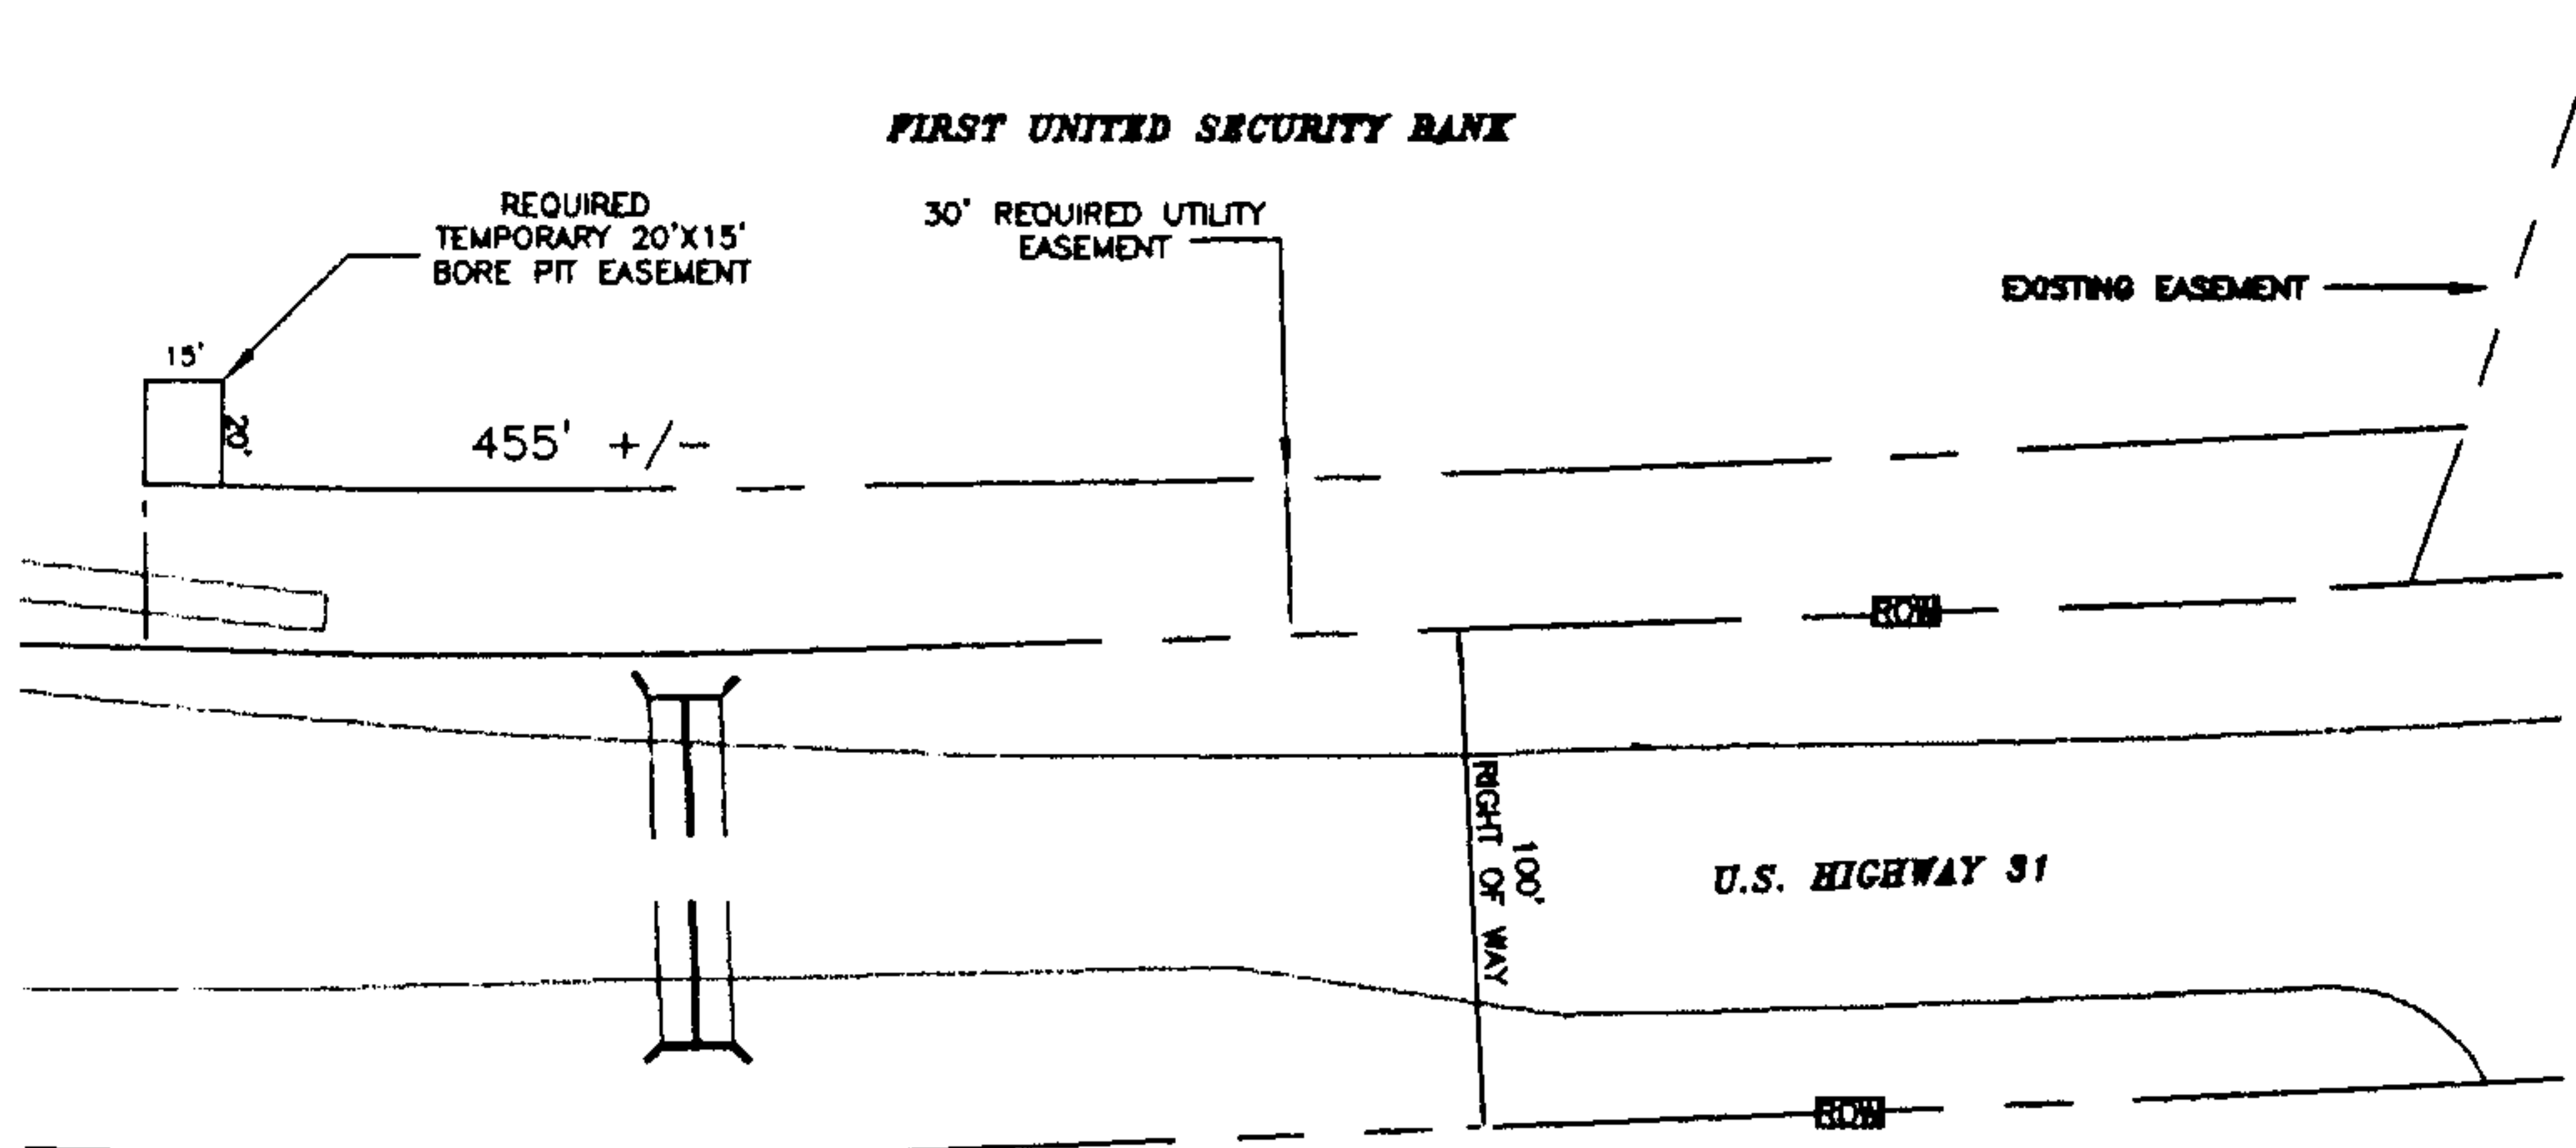 FIRST UNITED SECURITY BANK
REQUIRED
TEMPORARY 20'X15'
BORE PIT EASEMENT
30' REQUIRED UTILITY
EASEMENT
EXISTING EASEMENT
15'
20'
455' +/-
ROW
RIGHT OF WAY
100'
U.S. HIGHWAY 31
ROW